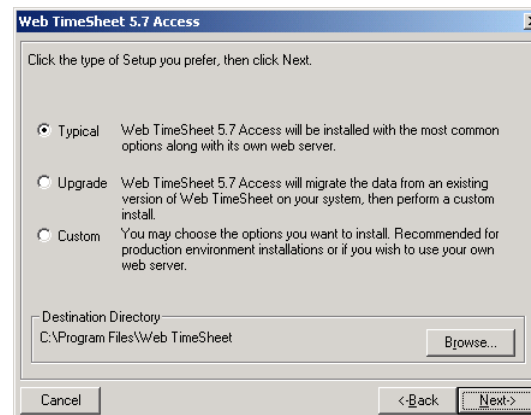 Web TimeSheet 5.7 Access
Click the type of Setup you prefer, then click Next.
Typical Web TimeSheet 5.7 Access will be installed with the most common
options along with its own web server.
Upgrade Web TimeSheet 5.7 Access will migrate the data from an existing
version of Web TimeSheet on your system, then perform a custom
install.
Custom You may choose the options you want to install. Recommended for
production environment installations or if you wish to use your own
web server.
Destination Directory
C:\Program Files\Web TimeSheet
Browse...
Cancel <-Back Next->